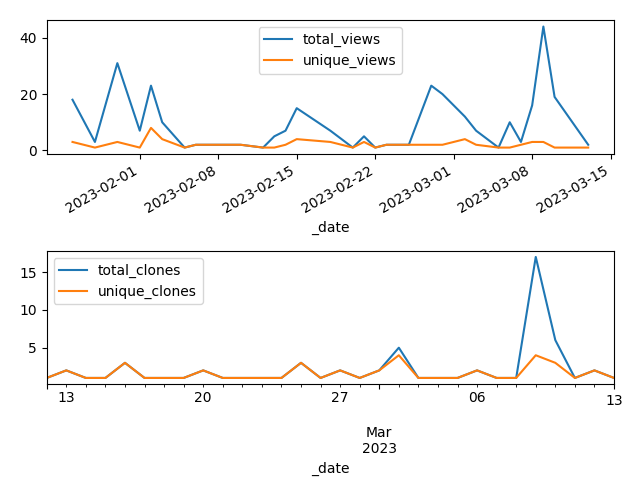 40
20
0
total_views
unique_views
2023-02-01
2023-02-08
2023-02-15
2023-02-22
2023-03-01
2023-03-08
2023-03-15
_date
15
10
5
total_clones
unique_clones
13
20
27
06
13
Mar
2023
_date